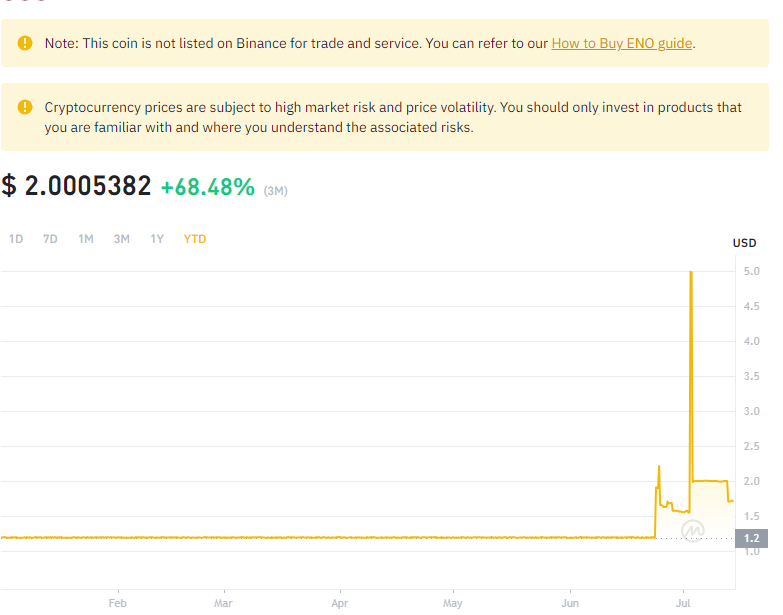 Note: This coin is not listed on Binance for trade and service. You can refer to our How to Buy ENO guide.
Cryptocurrency prices are subject to high market risk and price volatility. You should only invest in products that
you are familiar with and where you understand the associated risks.
$ 2.0005382 +68.48% (3M)
1D 7D 1M 3M 1Y YTD
USD
5.0
4.5
4.0
3.5
3.0
2.5
2.0
1.5
1.2
1.0
Feb Mar Apr May Jun Jul